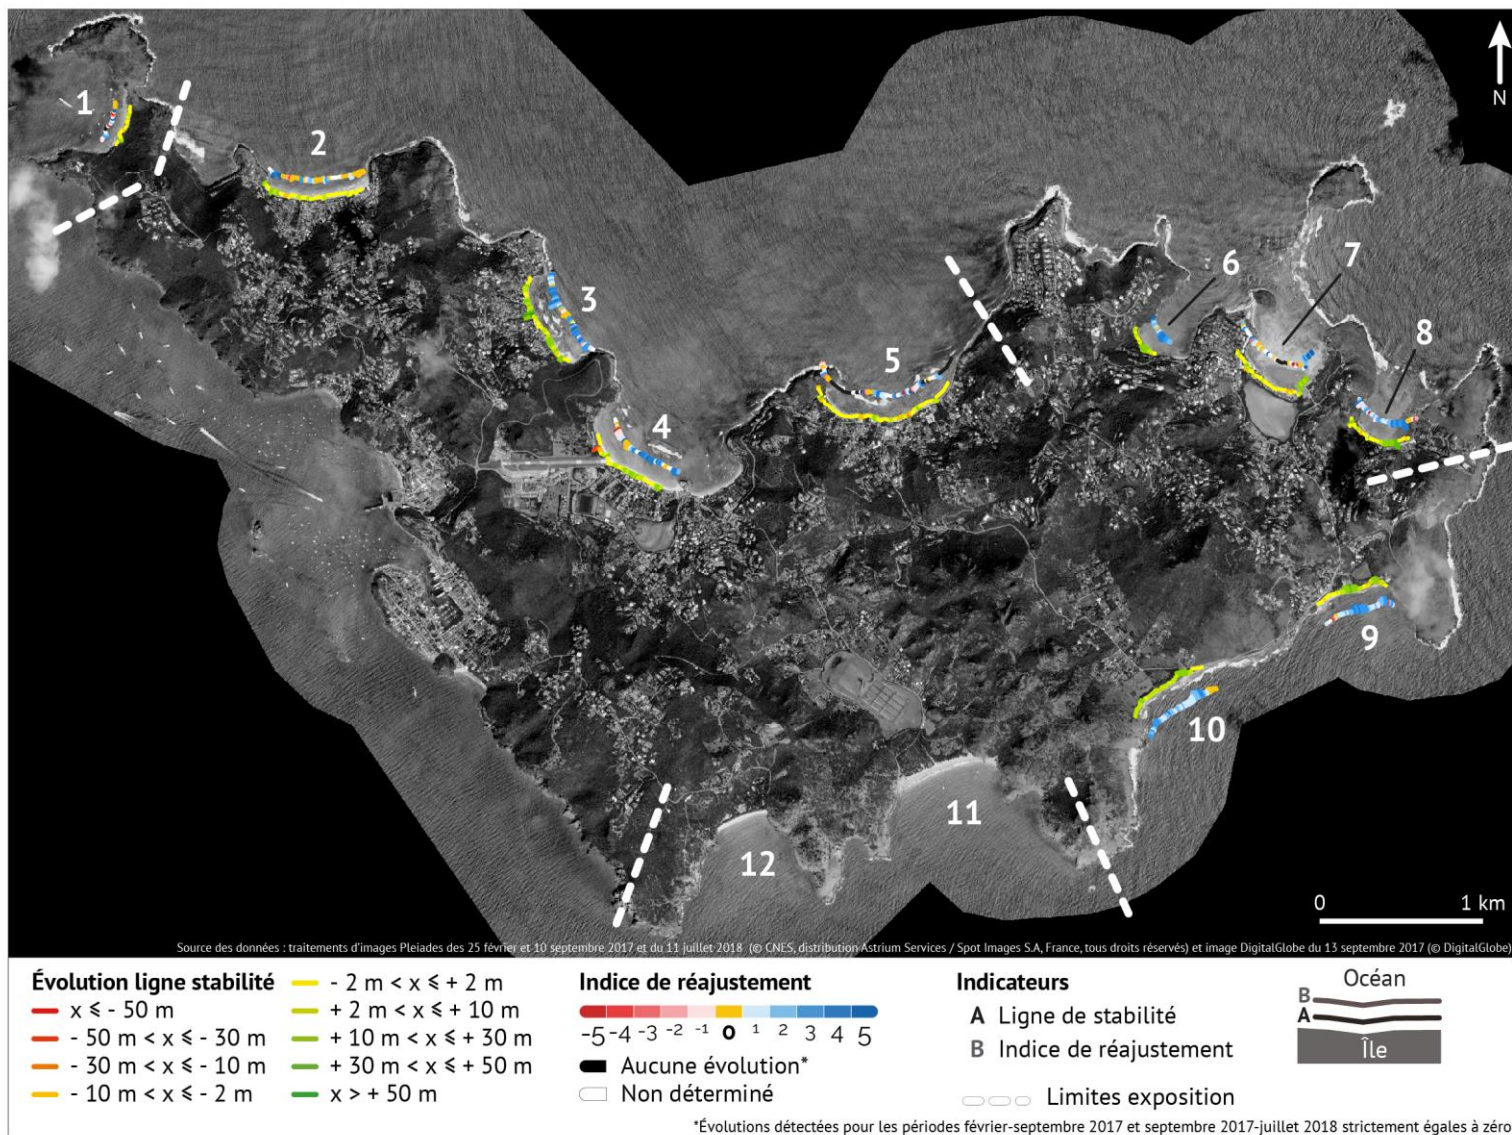 N
1
2
3
4
5
6
7
8
9
10
11
12
0 1 km
Source des données : traitements d'images Pleiades des 25 février et 10 septembre 2017 et du 11 juillet 2018 (© CNES, distribution Astrium Services / Spot Images S.A, France, tous droits réservés) et image DigitalGlobe du 13 septembre 2017 (© DigitalGlobe)
Évolution ligne stabilité
x ⩽ - 50 m
- 50 m < x ⩽ - 30 m
- 30 m < x ⩽ - 10 m
- 10 m < x ⩽ - 2 m
- 2 m < x ⩽ + 2 m
+ 2 m < x ⩽ + 10 m
+ 10 m < x ⩽ + 30 m
+ 30 m < x ⩽ + 50 m
x > + 50 m
Indice de réajustement
-5 -4 -3 -2 -1 0 1 2 3 4 5
Aucune évolution*
Non déterminé
Indicateurs
A Ligne de stabilité
B Indice de réajustement
Limites exposition
Océan
B
A
Île
*Évolutions détectées pour les périodes février-septembre 2017 et septembre 2017-juillet 2018 strictement égales à zéro